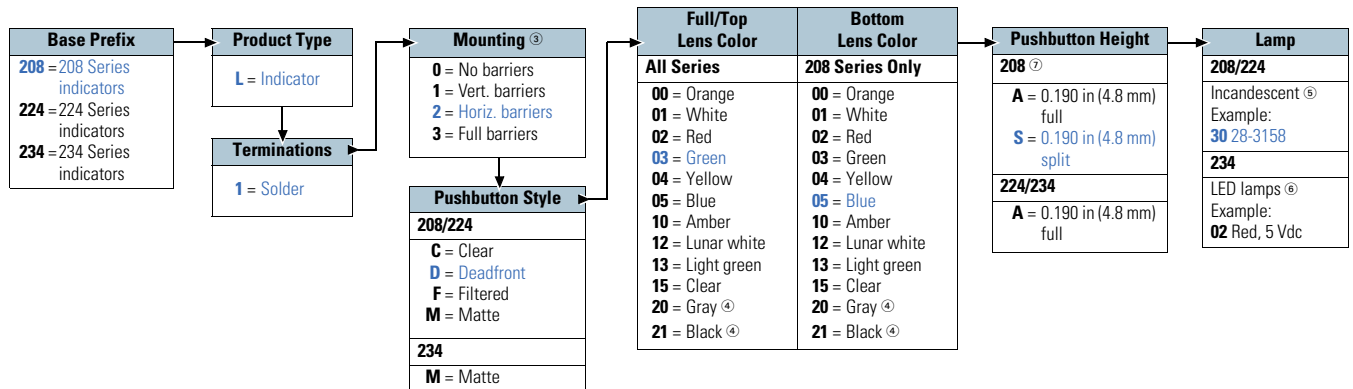 Base Prefix
208 = 208 Series
indicators
224 = 224 Series
indicators
234 = 234 Series
indicators
Product Type
L = Indicator
Terminations
1 = Solder
Mounting ③
0 = No barriers
1 = Vert. barriers
2 = Horiz. barriers
3 = Full barriers
Pushbutton Style
208/224
C = Clear
D = Deadfront
F = Filtered
M = Matte
234
M = Matte
Full/Top
Lens Color
All Series
00 = Orange
01 = White
02 = Red
03 = Green
04 = Yellow
05 = Blue
10 = Amber
12 = Lunar white
13 = Light green
15 = Clear
20 = Gray ④
21 = Black ④
Bottom
Lens Color
208 Series Only
00 = Orange
01 = White
02 = Red
03 = Green
04 = Yellow
05 = Blue
10 = Amber
12 = Lunar white
13 = Light green
15 = Clear
20 = Gray ④
21 = Black ④
Pushbutton Height
208 ⑦
A = 0.190 in (4.8 mm)
full
S = 0.190 in (4.8 mm)
split
224/234
A = 0.190 in (4.8 mm)
full
Lamp
208/224
Incandescent ⑤
Example:
30 28-3158
234
LED lamps ⑥
Example:
02 Red, 5 Vdc